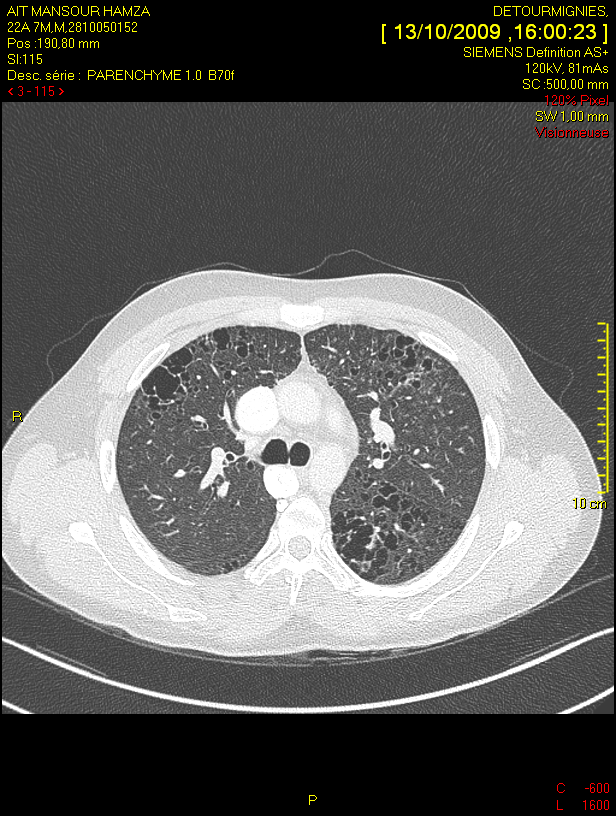 AIT MANSOUR HAMZA
22A 7M,M,2810050152
Pos :190,80 mm
SI:115
Desc. série : PARENCHYME 1.0 B70f
< 3 - 115 >
DETOURMIGNIES,
[ 13/10/2009 ,16:00:23 ]
SIEMENS Definition AS+
120kV, 81mAs
SC :500,00 mm
120% Pixel
SW 1,00 mm
Visionneuse
R
10 cm
P
C -600
L 1600